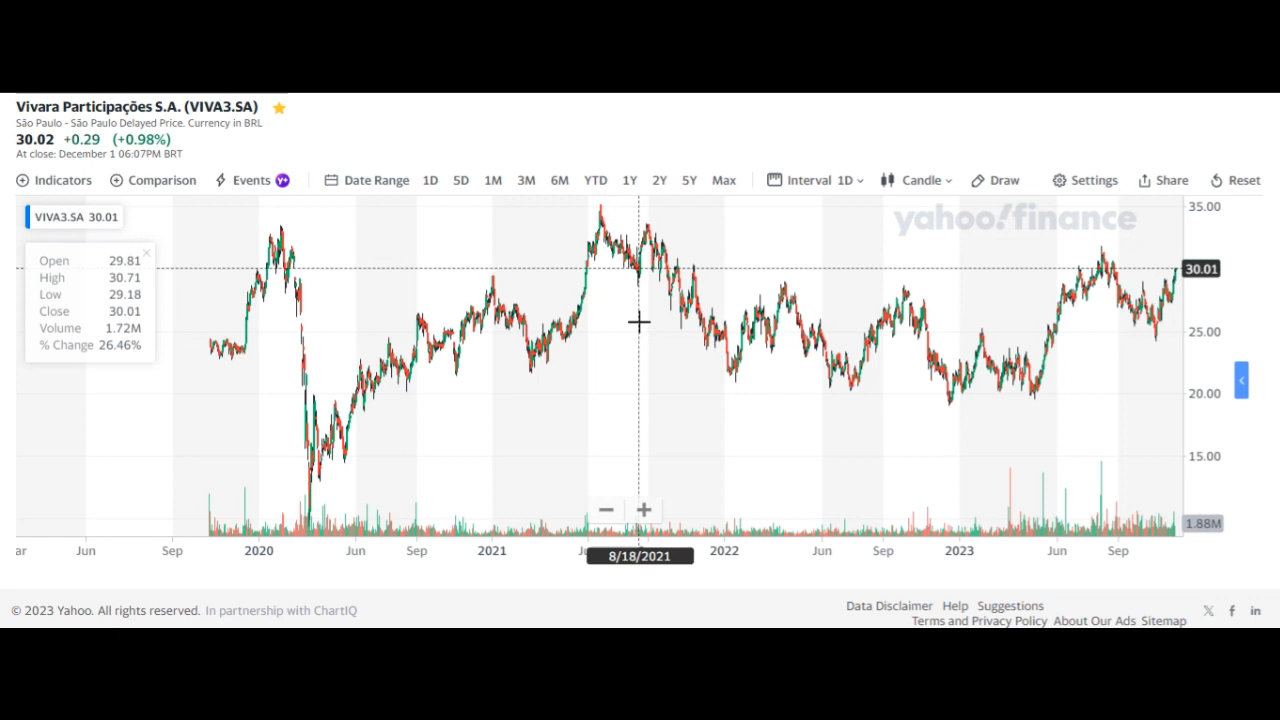 Vivara Participações S.A. (VIVA3.SA)
São Paulo - São Paulo Delayed Price. Currency in BRL
30.02 +0.29 (+0.98%)
At close: December 1 06:07PM BRT
Indicators Comparison Events Y+ Date Range 1D 5D 1M 3M 6M YTD 1Y 2Y 5Y Max Interval 1D Candle Draw Settings Share Reset
VIVA3.SA 30.01
yahoo!finance
Open 29.81
High 30.71
Low 29.18
Close 30.01
Volume 1.72M
% Change 26.46%
35.00
30.01
25.00
20.00
15.00
1.88M
ar Jun Sep 2020 Jun Sep 2021 Ju 2022 Jun Sep 2023 Jun Sep
8/18/2021
© 2023 Yahoo. All rights reserved. In partnership with ChartIQ
Data Disclaimer Help Suggestions
Terms and Privacy Policy About Our Ads Sitemap